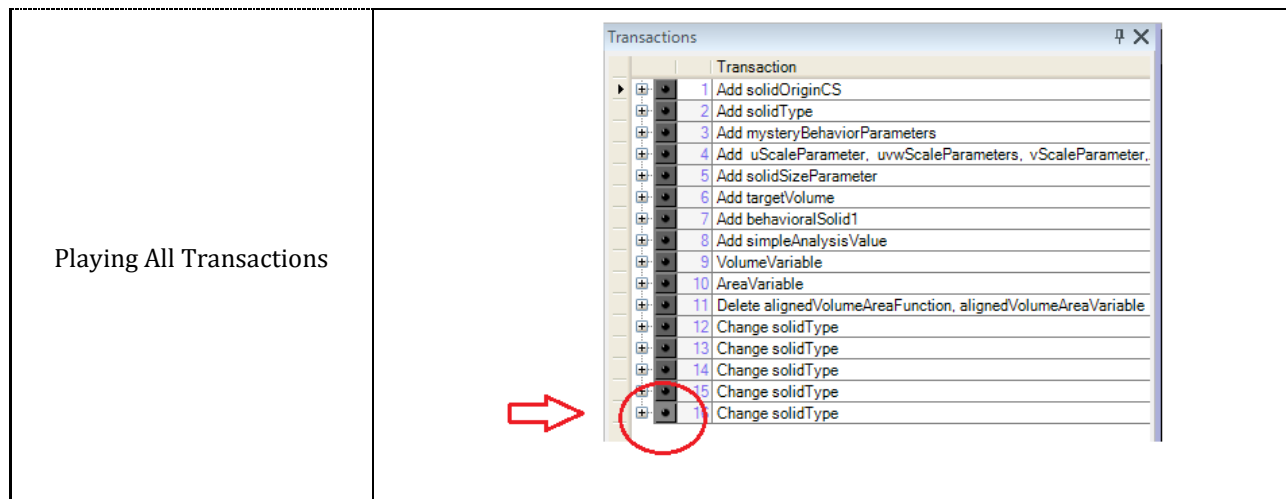 Playing All Transactions
Transactions
Transaction
1 Add solidOriginCS
2 Add solidType
3 Add mysteryBehaviorParameters
4 Add uScaleParameter, uvwScaleParameters, vScaleParameter,
5 Add solidSizeParameter
6 Add targetVolume
7 Add behavioralSolid1
8 Add simpleAnalysisValue
9 VolumeVariable
10 AreaVariable
11 Delete alignedVolumeAreaFunction, alignedVolumeAreaVariable
12 Change solidType
13 Change solidType
14 Change solidType
15 Change solidType
16 Change solidType